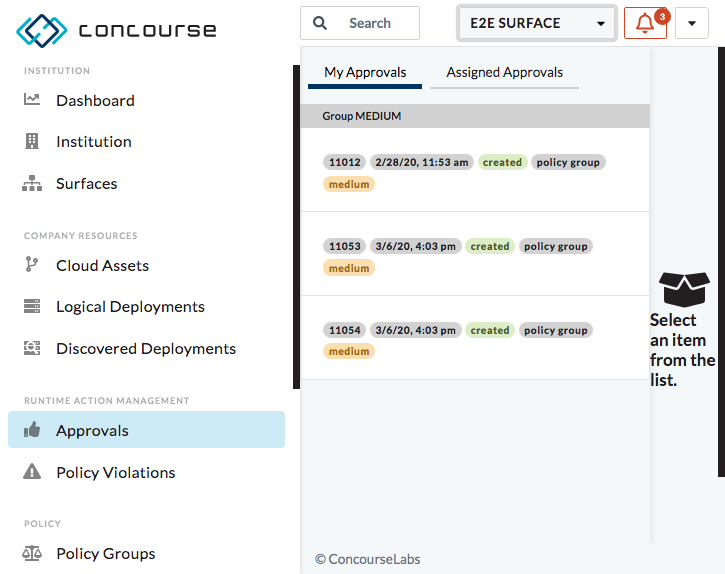 concourse
Search
E2E SURFACE
3
INSTITUTION
Dashboard
Institution
Surfaces
COMPANY RESOURCES
Cloud Assets
Logical Deployments
Discovered Deployments
RUNTIME ACTION MANAGEMENT
Approvals
Policy Violations
POLICY
Policy Groups
My Approvals Assigned Approvals
Group MEDIUM
11012 2/28/20, 11:53 am created policy group
medium
11053 3/6/20, 4:03 pm created policy group
medium
11054 3/6/20, 4:03 pm created policy group
medium
Select
an item
from the
list.
© ConcourseLabs